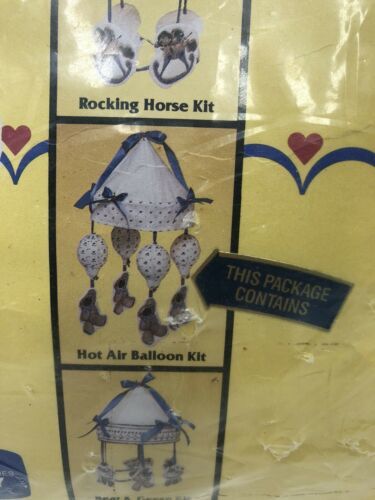 Rocking Horse Kit
THIS PACKAGE
CONTAINS
Hot Air Balloon Kit